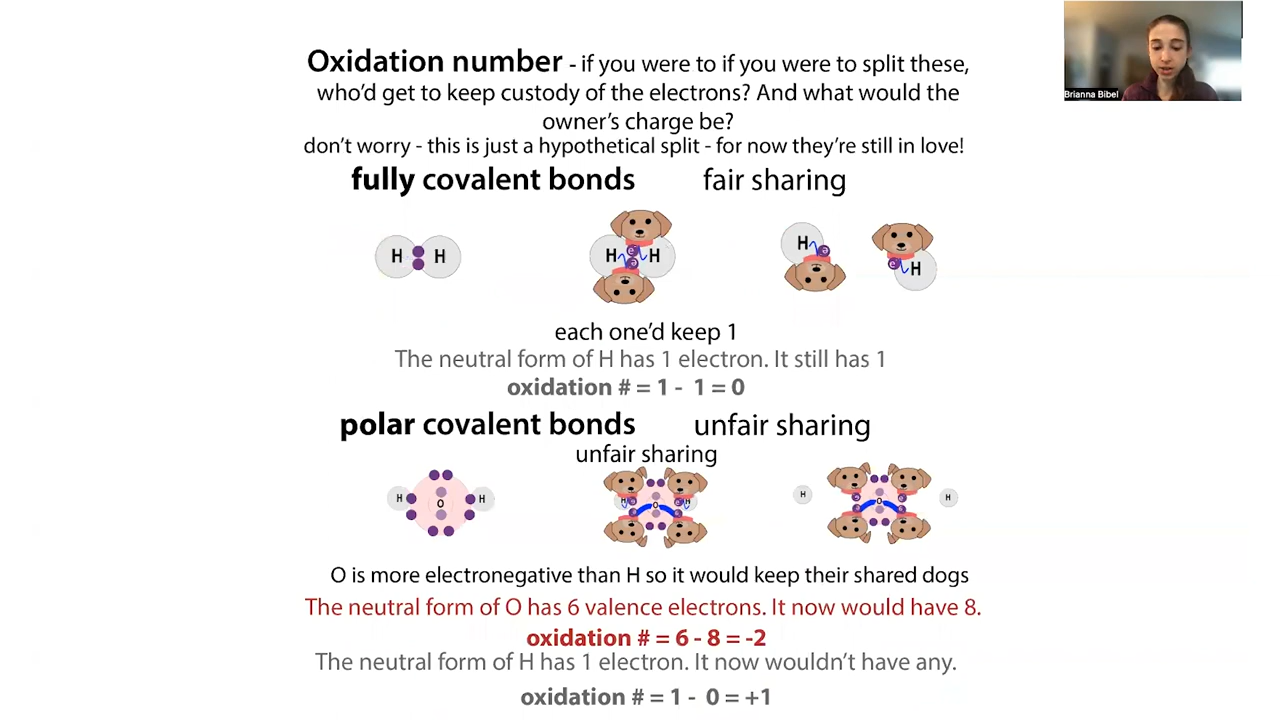 Oxidation number - if you were to if you were to split these,
who'd get to keep custody of the electrons? And what would the
owner's charge be?
don't worry - this is just a hypothetical split - for now they're still in love!
Brianna Bibel
fully covalent bonds fair sharing
H H
H e e H
H e
e H
each one'd keep 1
The neutral form of H has 1 electron. It still has 1
oxidation # = 1 - 1 = 0
polar covalent bonds unfair sharing
unfair sharing
H O H
H e O e H
e e
H e O e H
e e
O is more electronegative than H so it would keep their shared dogs
The neutral form of O has 6 valence electrons. It now would have 8.
oxidation # = 6 - 8 = -2
The neutral form of H has 1 electron. It now wouldn't have any.
oxidation # = 1 - 0 = +1